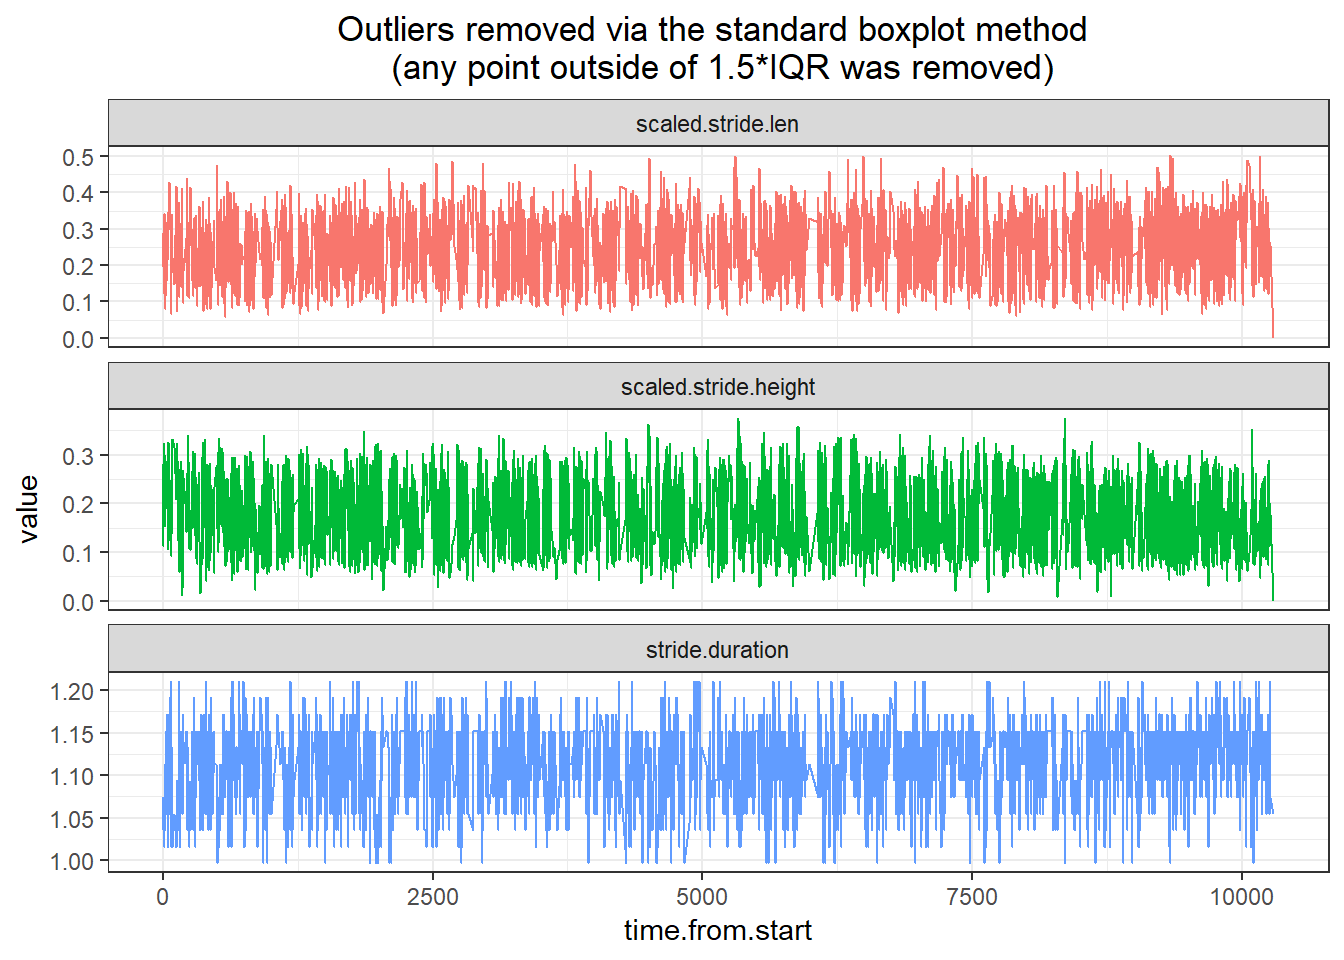 Outliers removed via the standard boxplot method
(any point outside of 1.5*IQR was removed)
scaled.stride.len
0.5
0.4
0.3
0.2
0.1
0.0
scaled.stride.height
0.3
0.2
0.1
0.0
value
stride.duration
1.20
1.15
1.10
1.05
1.00
0 2500 5000 7500 10000
time.from.start